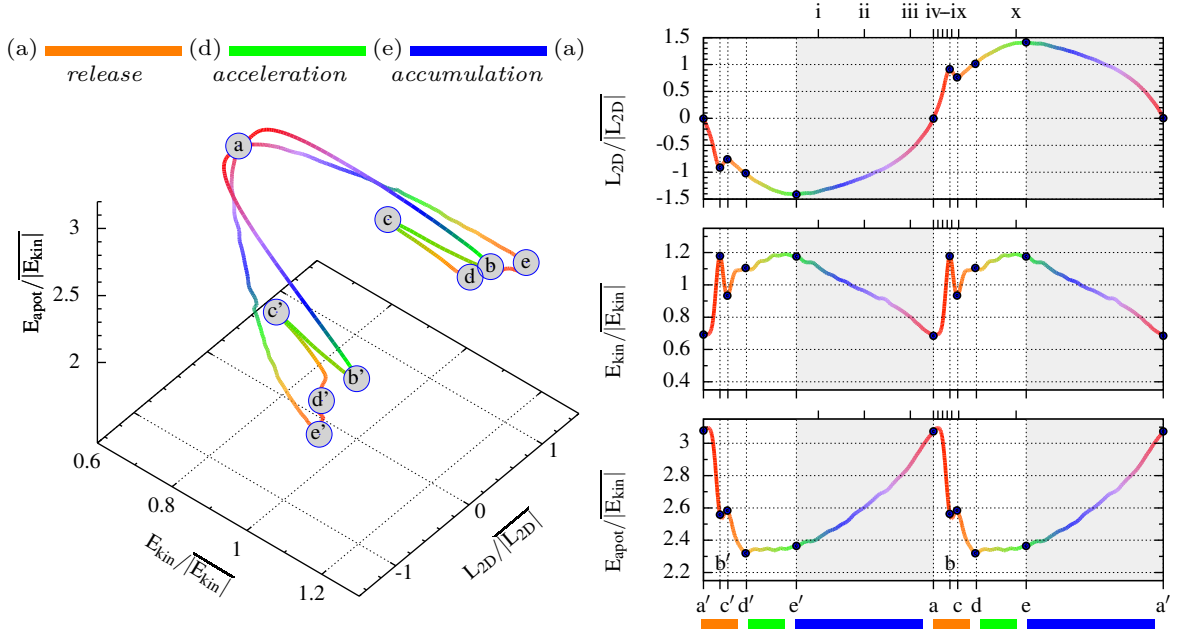 (a) (d) (e) (a)
release acceleration accumulation
a
c
b
d
e
c'
b'
d'
e'
E_apot/|E_kin|
3
2.5
2
0.6
0.8
1
1.2
E_kin/|E_kin|
-1
0
1
L_2D/|L_2D|
i ii iii iv–ix x
L_2D/|L_2D|
1.5
1
0.5
0
-0.5
-1
-1.5
E_kin/|E_kin|
1.2
1
0.8
0.6
0.4
E_apot/|E_kin|
3
2.8
2.6
2.4
2.2
b′ b
a′ c′ d′ e′ a c d e a′